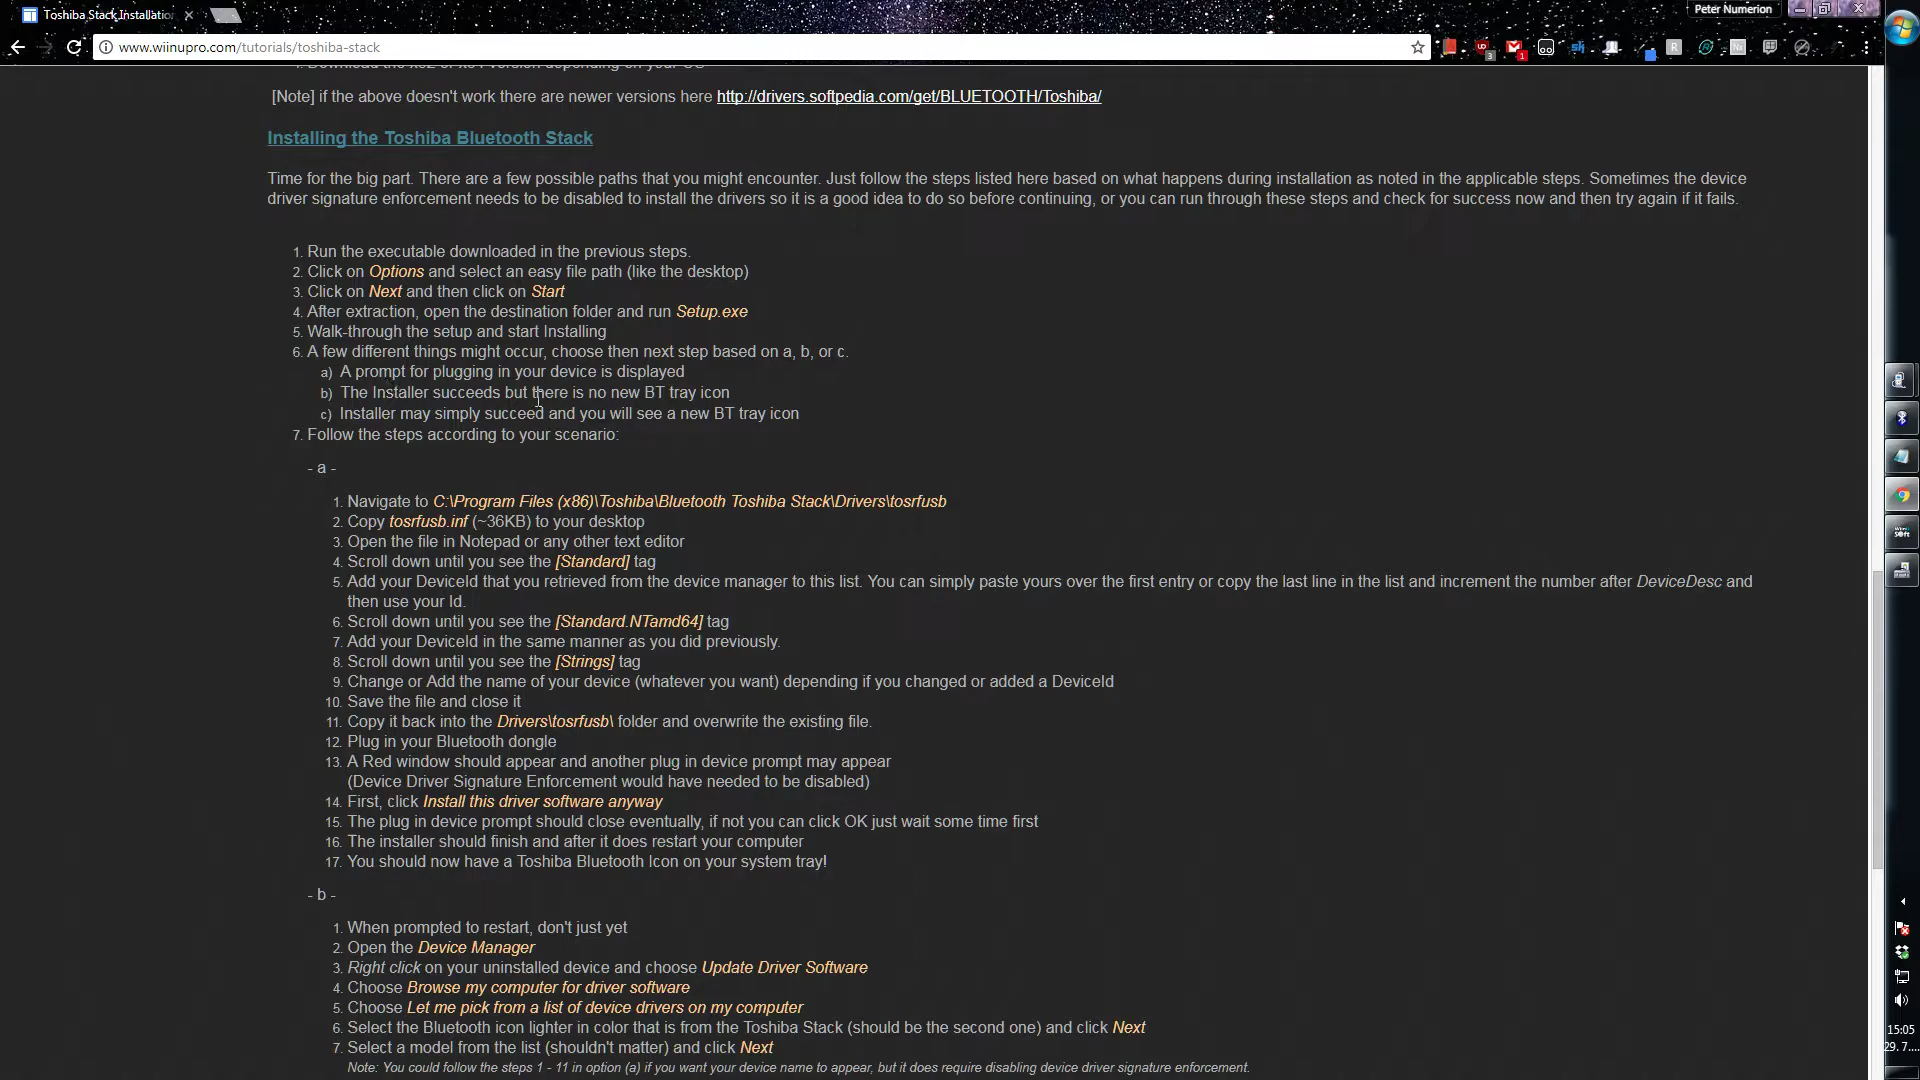 Toshiba Stack Installatio
Peter Numerion
www.wiinupro.com/tutorials/toshiba-stack
[Note] if the above doesn't work there are newer versions here http://drivers.softpedia.com/get/BLUETOOTH/Toshiba/
Installing the Toshiba Bluetooth Stack
Time for the big part. There are a few possible paths that you might encounter. Just follow the steps listed here based on what happens during installation as noted in the applicable steps. Sometimes the device
driver signature enforcement needs to be disabled to install the drivers so it is a good idea to do so before continuing, or you can run through these steps and check for success now and then try again if it fails.
1. Run the executable downloaded in the previous steps.
2. Click on Options and select an easy file path (like the desktop)
3. Click on Next and then click on Start
4. After extraction, open the destination folder and run Setup.exe
5. Walk-through the setup and start Installing
6. A few different things might occur, choose then next step based on a, b, or c.
a) A prompt for plugging in your device is displayed
b) The Installer succeeds but there is no new BT tray icon
c) Installer may simply succeed and you will see a new BT tray icon
7. Follow the steps according to your scenario:
- a -
1. Navigate to C:\Program Files (x86)\Toshiba\Bluetooth Toshiba Stack\Drivers\tosrfusb
2. Copy tosrfusb.inf (~36KB) to your desktop
3. Open the file in Notepad or any other text editor
4. Scroll down until you see the [Standard] tag
5. Add your DeviceId that you retrieved from the device manager to this list. You can simply paste yours over the first entry or copy the last line in the list and increment the number after DeviceDesc and
then use your Id.
6. Scroll down until you see the [Standard.NTamd64] tag
7. Add your DeviceId in the same manner as you did previously.
8. Scroll down until you see the [Strings] tag
9. Change or Add the name of your device (whatever you want) depending if you changed or added a DeviceId
10. Save the file and close it
11. Copy it back into the Drivers\tosrfusb\ folder and overwrite the existing file.
12. Plug in your Bluetooth dongle
13. A Red window should appear and another plug in device prompt may appear
(Device Driver Signature Enforcement would have needed to be disabled)
14. First, click Install this driver software anyway
15. The plug in device prompt should close eventually, if not you can click OK just wait some time first
16. The installer should finish and after it does restart your computer
17. You should now have a Toshiba Bluetooth Icon on your system tray!
- b -
1. When prompted to restart, don't just yet
2. Open the Device Manager
3. Right click on your uninstalled device and choose Update Driver Software
4. Choose Browse my computer for driver software
5. Choose Let me pick from a list of device drivers on my computer
6. Select the Bluetooth icon lighter in color that is from the Toshiba Stack (should be the second one) and click Next
7. Select a model from the list (shouldn't matter) and click Next
Note: You could follow the steps 1 - 11 in option (a) if you want your device name to appear, but it does require disabling device driver signature enforcement.
15:05
29. 7....